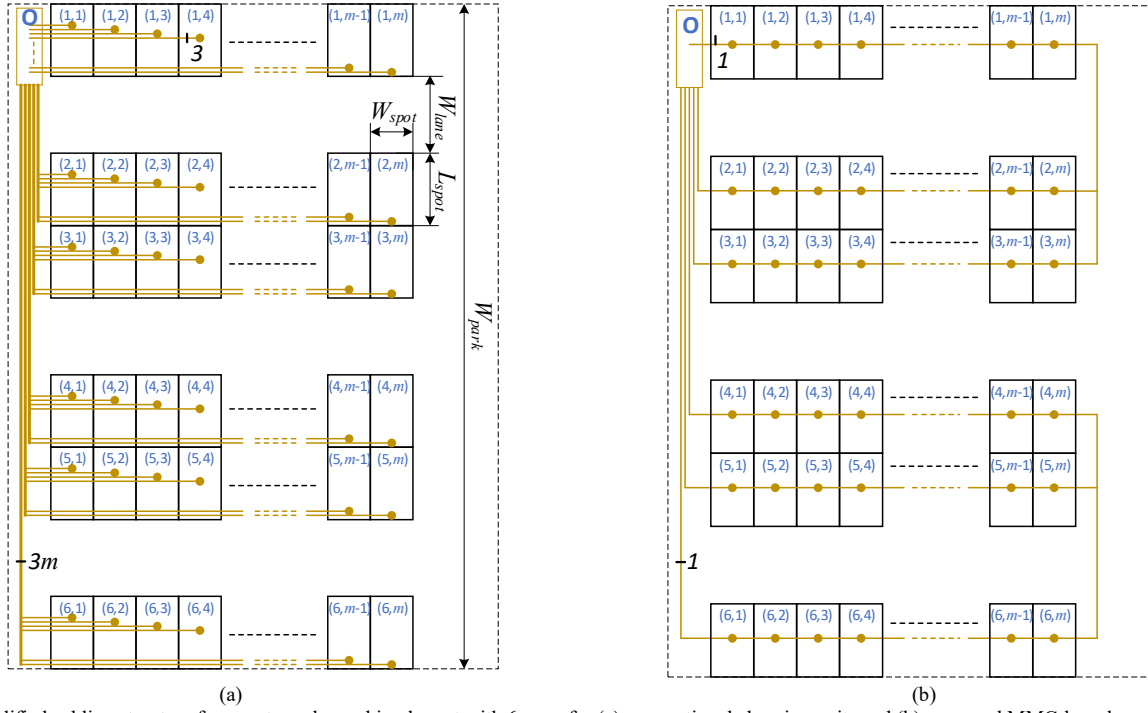 O (1,1) (1,2) (1,3) (1,4) (1,m-1) (1,m)
3
W_spot
W_lane
(2,1) (2,2) (2,3) (2,4) (2,m-1) (2,m)
L_spot
(3,1) (3,2) (3,3) (3,4) (3,m-1) (3,m)
W_park
(4,1) (4,2) (4,3) (4,4) (4,m-1) (4,m)
(5,1) (5,2) (5,3) (5,4) (5,m-1) (5,m)
3m
(6,1) (6,2) (6,3) (6,4) (6,m-1) (6,m)
(a)
O (1,1) (1,2) (1,3) (1,4) (1,m-1) (1,m)
1
(2,1) (2,2) (2,3) (2,4) (2,m-1) (2,m)
(3,1) (3,2) (3,3) (3,4) (3,m-1) (3,m)
(4,1) (4,2) (4,3) (4,4) (4,m-1) (4,m)
(5,1) (5,2) (5,3) (5,4) (5,m-1) (5,m)
1
(6,1) (6,2) (6,3) (6,4) (6,m-1) (6,m)
(b)